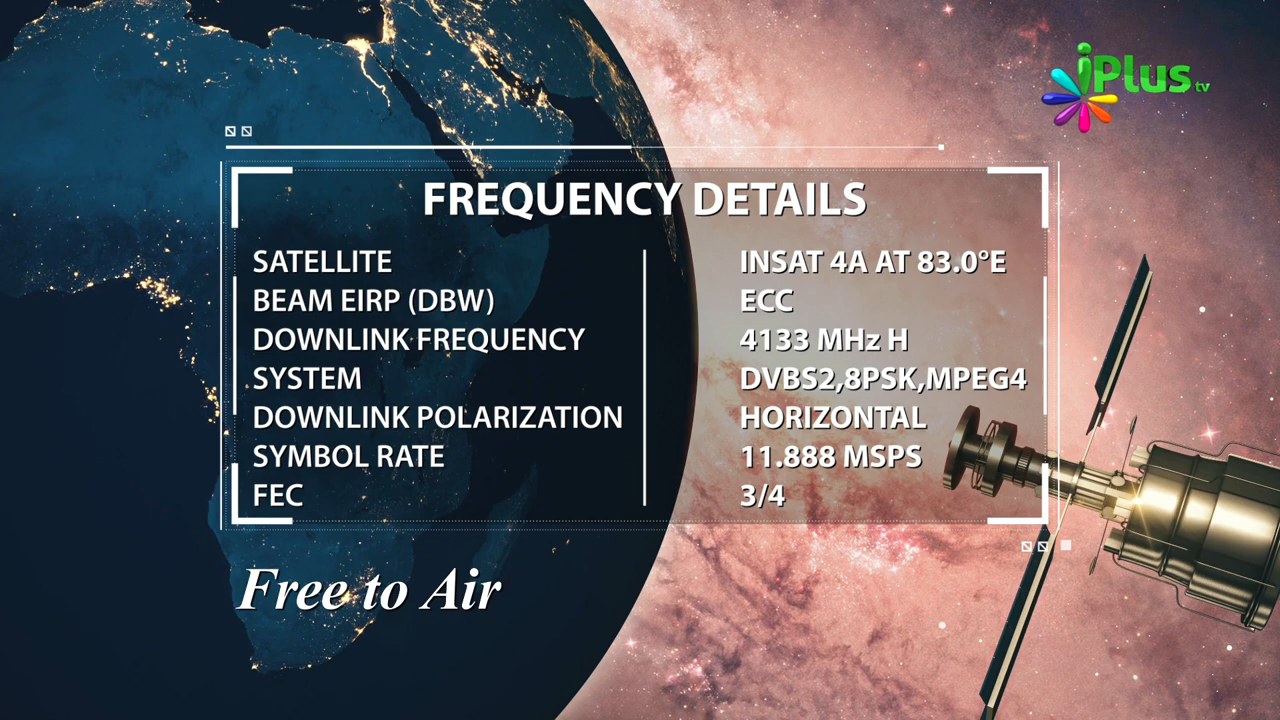 iPlus tv
FREQUENCY DETAILS
SATELLITE INSAT 4A AT 83.0°E
BEAM EIRP (DBW) ECC
DOWNLINK FREQUENCY 4133 MHz H
SYSTEM DVBS2,8PSK,MPEG4
DOWNLINK POLARIZATION HORIZONTAL
SYMBOL RATE 11.888 MSPS
FEC 3/4
Free to Air